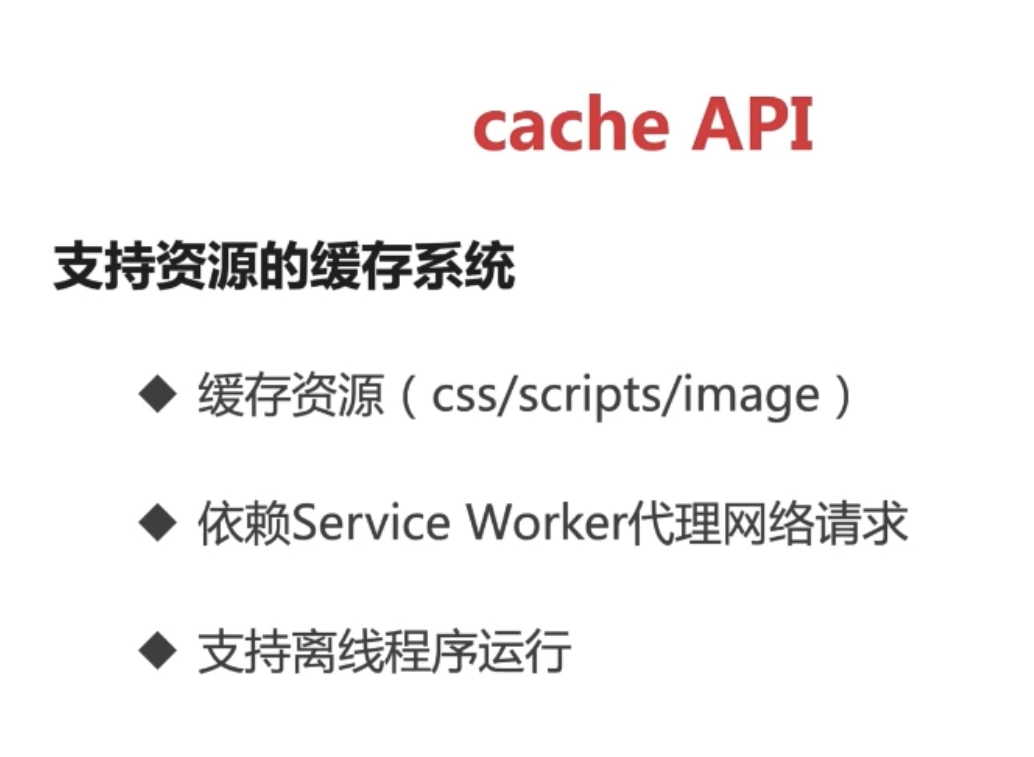 cache API
支持资源的缓存系统
◆ 缓存资源（css/scripts/image）
◆ 依赖Service Worker代理网络请求
◆ 支持离线程序运行